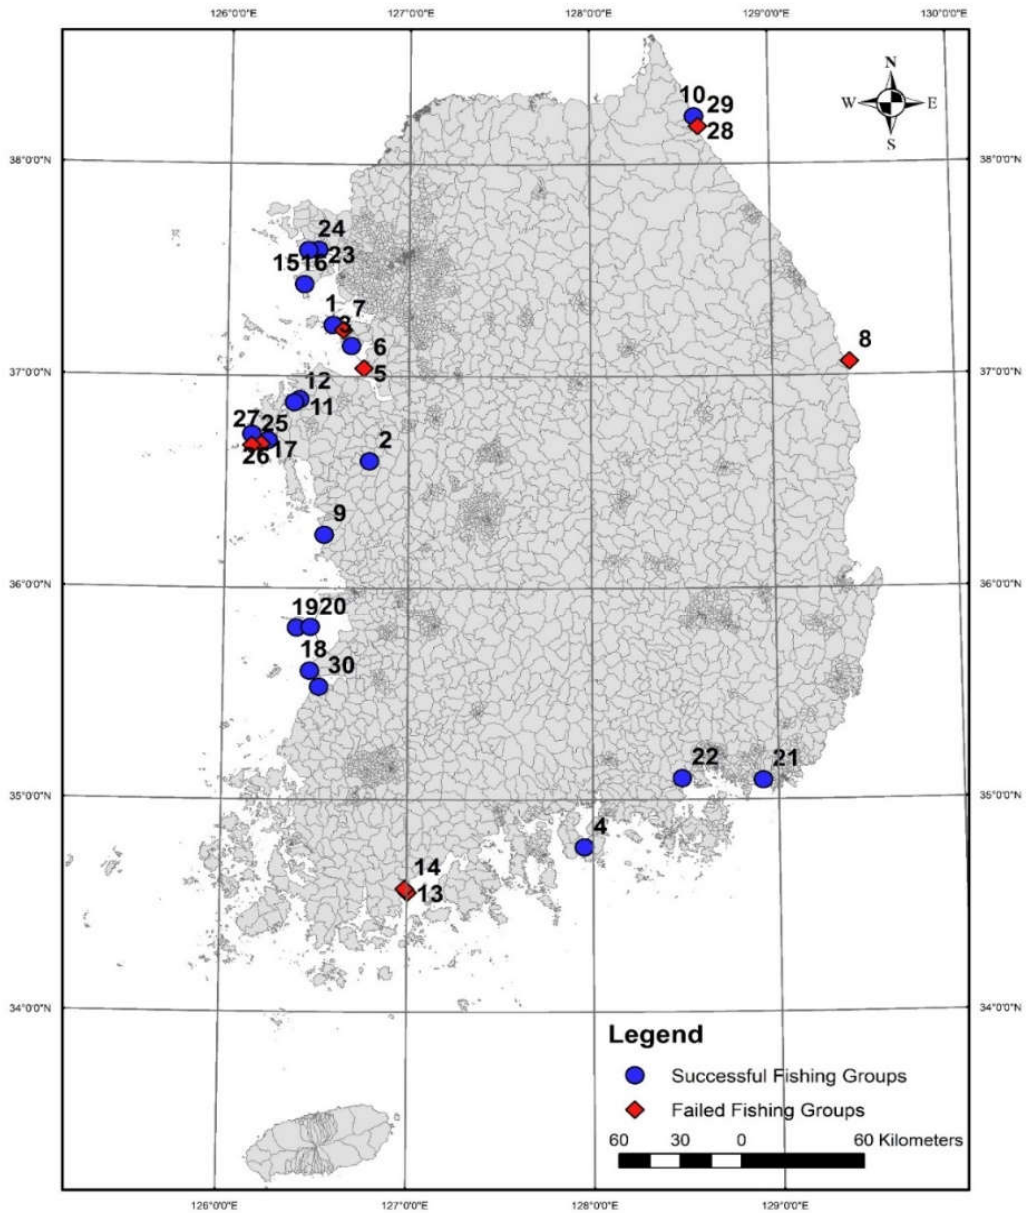 126°0'0"E 127°0'0"E 128°0'0"E 129°0'0"E 130°0'0"E
N
W E
S
10 29
28
38°0'0"N 38°0'0"N
24
15 16 23
1 7
3
6
8
37°0'0"N 37°0'0"N
5
12
11
27 25
2
17
26
9
36°0'0"N 36°0'0"N
19 20
18
30
22 21
35°0'0"N 35°0'0"N
4
14
13
34°0'0"N 34°0'0"N
Legend
Successful Fishing Groups
Failed Fishing Groups
60 30 0 60 Kilometers
126°0'0"E 127°0'0"E 128°0'0"E 129°0'0"E